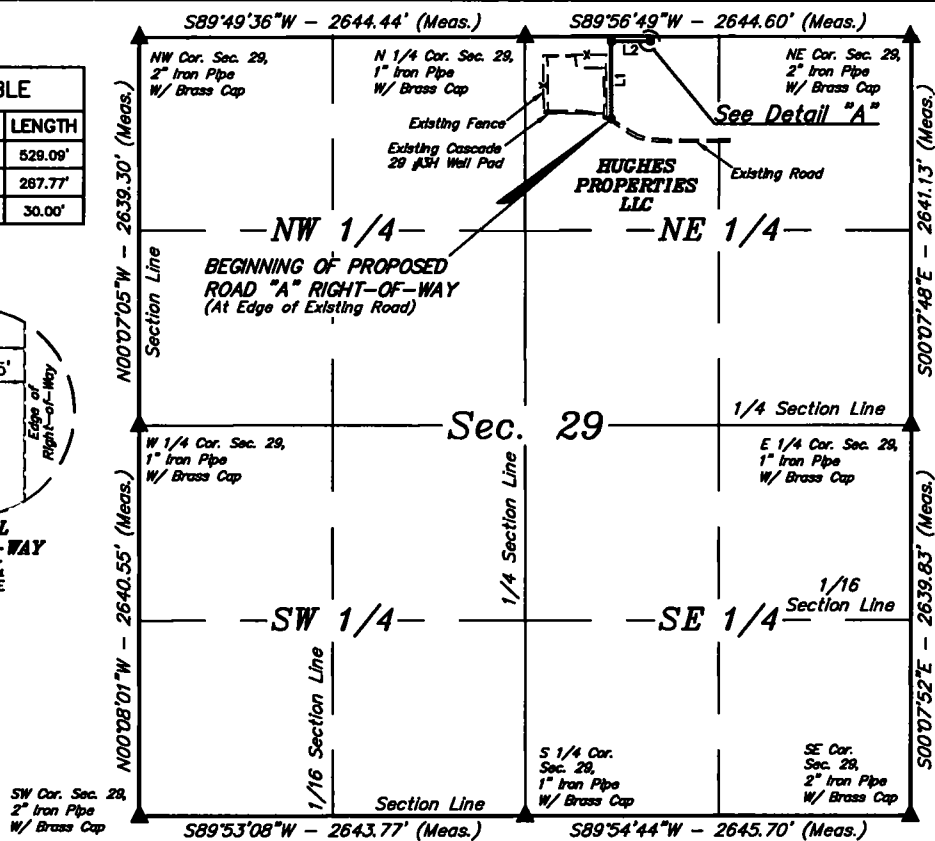 S89°49'36"W - 2644.44' (Meas.)
S89°56'49"W - 2644.60' (Meas.)
NW Cor. Sec. 29,
2" Iron Pipe
W/ Brass Cap
N 1/4 Cor. Sec. 29,
1" Iron Pipe
W/ Brass Cap
NE Cor. Sec. 29,
2" Iron Pipe
W/ Brass Cap
BLE
LENGTH
529.09'
267.77'
30.00'
L2
L1
x
x
See Detail "A"
Existing Fence
Existing Cascade
29 Well Pad
HUGHES
PROPERTIES
LLC
Existing Road
N00°07'05"W - 2639.30' (Meas.)
S00°07'48"E - 2641.13' (Meas.)
NW 1/4
NE 1/4
BEGINNING OF PROPOSED
ROAD "A" RIGHT-OF-WAY
(At Edge of Existing Road)
Section Line
5'
Edge of
Right-of-Way
L
-WAY
1/4 Section Line
Sec. 29
W 1/4 Cor. Sec. 29,
1" Iron Pipe
W/ Brass Cap
E 1/4 Cor. Sec. 29,
1" Iron Pipe
W/ Brass Cap
1/4 Section Line
N00°08'01"W - 2640.55' (Meas.)
S00°07'52"E - 2639.83' (Meas.)
1/16
Section Line
SW 1/4
SE 1/4
1/16 Section Line
S 1/4 Cor.
Sec. 29,
1" Iron Pipe
W/ Brass Cap
SE Cor.
Sec. 29,
2" Iron Pipe
W/ Brass Cap
SW Cor. Sec. 29,
2" Iron Pipe
W/ Brass Cap
Section Line
S89°53'08"W - 2643.77' (Meas.)
S89°54'44"W - 2645.70' (Meas.)